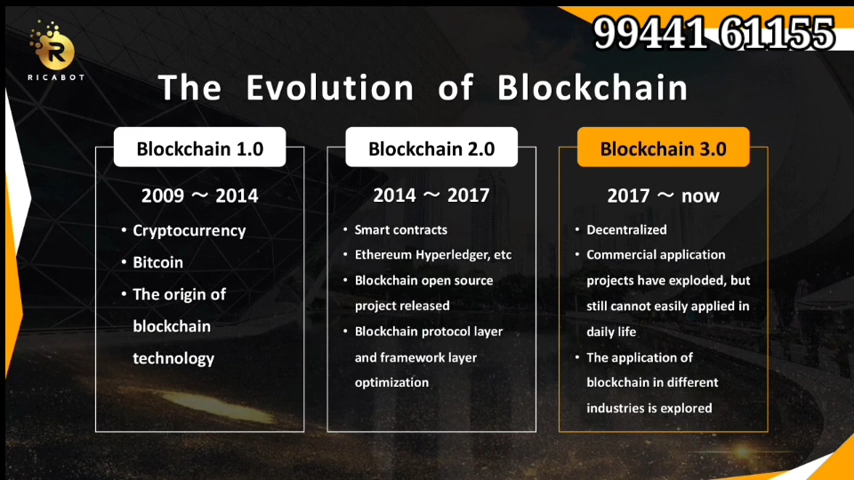 99441 61155
RICABOT
The Evolution of Blockchain
Blockchain 1.0
2009 ～ 2014
• Cryptocurrency
• Bitcoin
• The origin of
blockchain
technology
Blockchain 2.0
2014 ～ 2017
• Smart contracts
• Ethereum Hyperledger, etc
• Blockchain open source
project released
• Blockchain protocol layer
and framework layer
optimization
Blockchain 3.0
2017 ～ now
• Decentralized
• Commercial application
projects have exploded, but
still cannot easily applied in
daily life
• The application of
blockchain in different
industries is explored